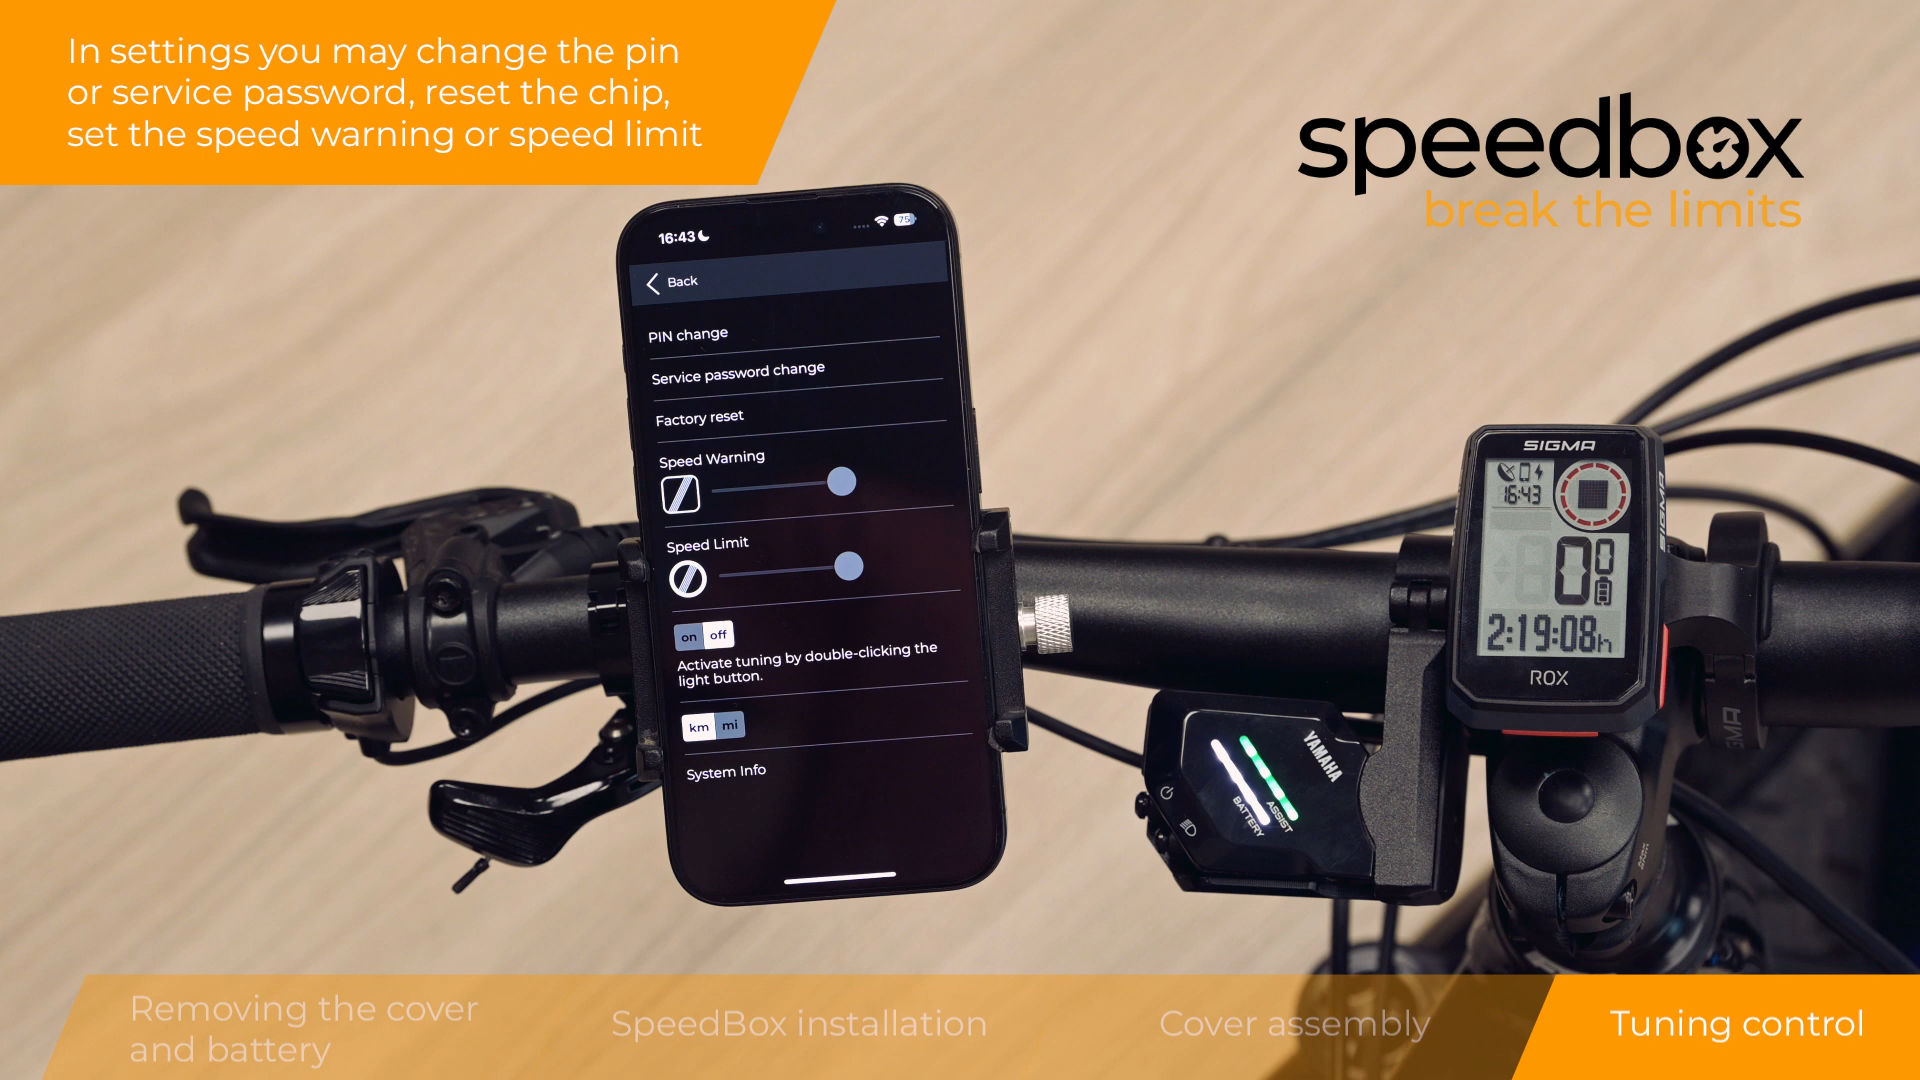 In settings you may change the pin
or service password, reset the chip,
set the speed warning or speed limit
speedbox
break the limits
16:43
75
Back
PIN change
Service password change
Factory reset
Speed Warning
Speed Limit
on off
Activate tuning by double-clicking the
light button.
km mi
System Info
SIGMA
16:43
00
2:19:08h
ROX
SIGMA
SIGMA
YAMAHA
ASSIST
BATTERY
Removing the cover
and battery
SpeedBox installation
Cover assembly
Tuning control